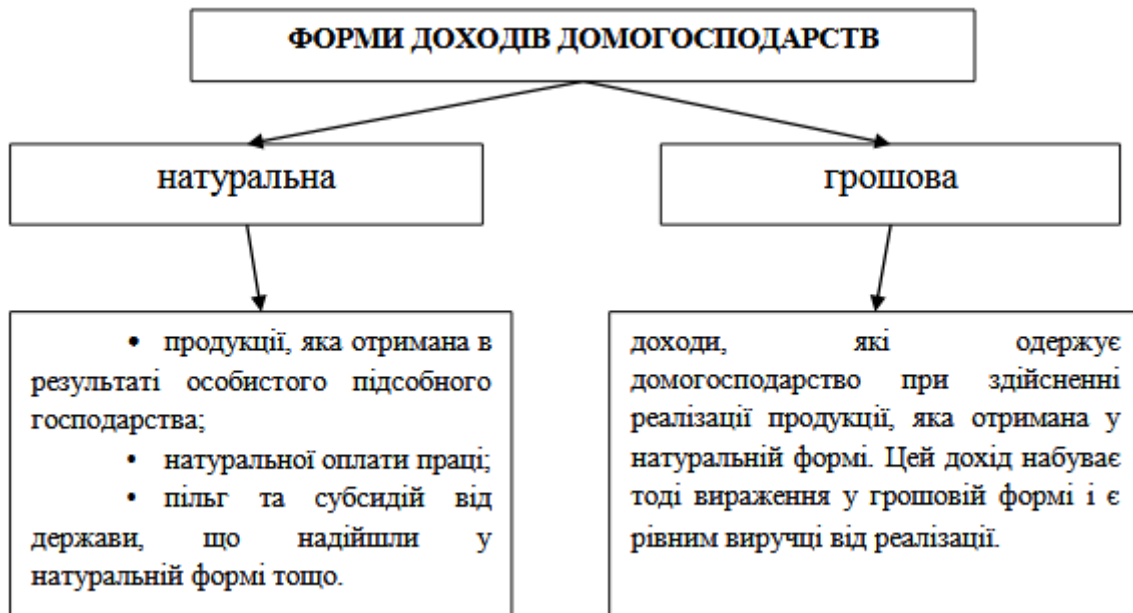 ФОРМИ ДОХОДІВ ДОМОГОСПОДАРСТВ
натуральна
грошова
• продукції, яка отримана в
результаті особистого підсобного
господарства;
• натуральної оплати праці;
• пільг та субсидій від
держави, що надійшли у
натуральній формі тощо.
доходи, які одержує
домогосподарство при здійсненні
реалізації продукції, яка отримана у
натуральній формі. Цей дохід набуває
тоді вираження у грошовій формі і є
рівним виручці від реалізації.